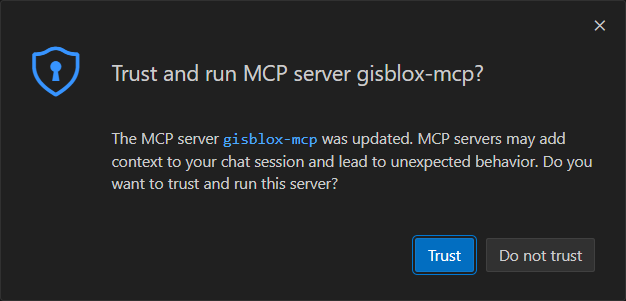 Trust and run MCP server gisblox-mcp?
The MCP server gisblox-mcp was updated. MCP servers may add
context to your chat session and lead to unexpected behavior. Do you
want to trust and run this server?
Trust
Do not trust